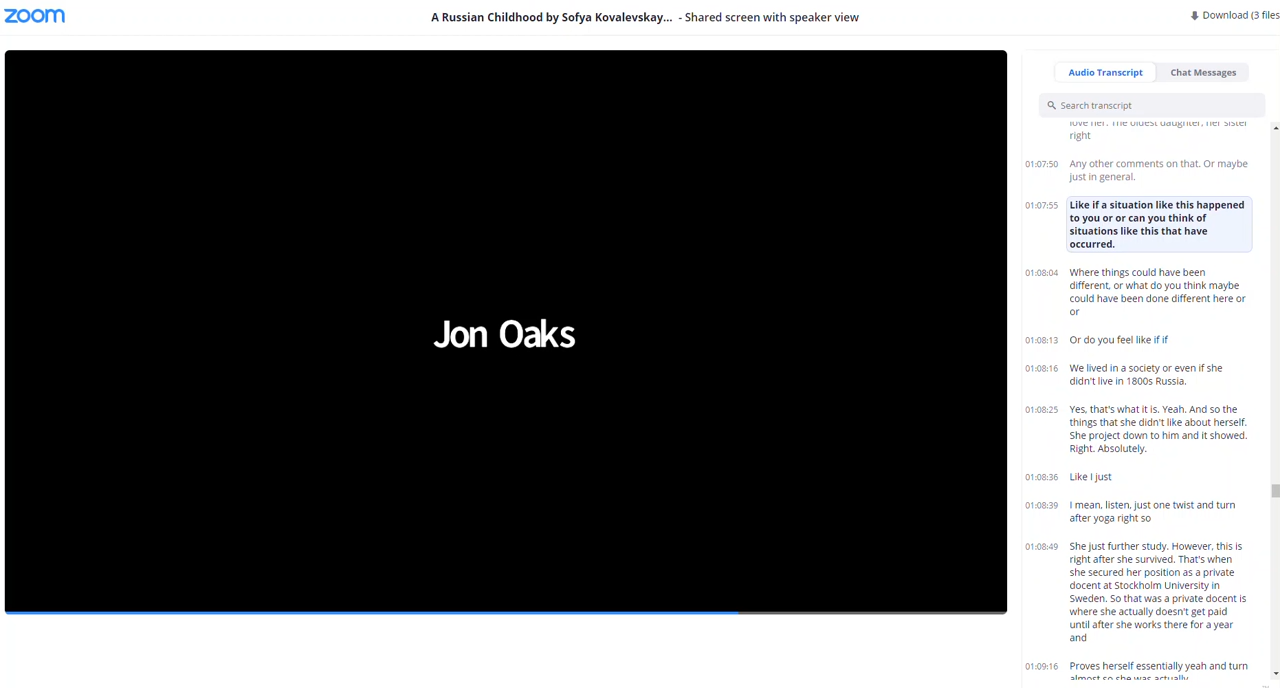 zoom
A Russian Childhood by Sofya Kovalevskay... - Shared screen with speaker view
Download (3 files
Jon Oaks
Audio Transcript
Chat Messages
Search transcript
love her. The oldest daughter, her sister
right
01:07:50
Any other comments on that. Or maybe
just in general.
01:07:55
Like if a situation like this happened
to you or or can you think of
situations like this that have
occurred.
01:08:04
Where things could have been
different, or what do you think maybe
could have been done different here or
or
01:08:13
Or do you feel like if if
01:08:16
We lived in a society or even if she
didn't live in 1800s Russia.
01:08:25
Yes, that's what it is. Yeah. And so the
things that she didn't like about herself.
She project down to him and it showed.
Right. Absolutely.
01:08:36
Like I just
01:08:39
I mean, listen, just one twist and turn
after yoga right so
01:08:49
She just further study. However, this is
right after she survived. That's when
she secured her position as a private
docent at Stockholm University in
Sweden. So that was a private docent is
where she actually doesn't get paid
until after she works there for a year
and
01:09:16
Proves herself essentially yeah and turn
almost so she was actually